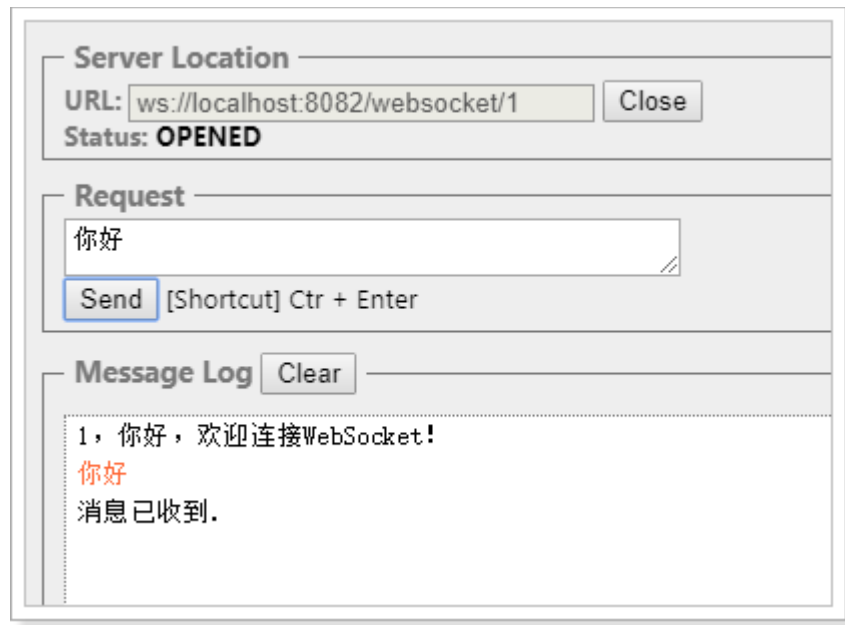 Server Location
URL: ws://localhost:8082/websocket/1 Close
Status: OPENED
Request
你好
Send [Shortcut] Ctr + Enter
Message Log Clear
1，你好，欢迎连接WebSocket!
你好
消息已收到.